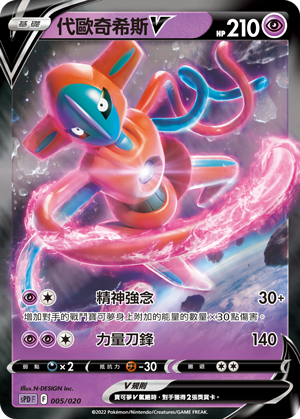 基礎 代歐奇希斯V HP210
精神強念 30+
增加對手的戰鬥寶可夢身上附加的能量的數量×30點傷害。
力量刀鋒 140
弱點 ×2 抵抗力 -30 撤退
Illus.N-DESIGN Inc.
V規則
寶可夢V氣絕時,對手獲得2張獎賞卡。
sPD F F 005/020
©2022 Pokémon/Nintendo/Creatures/GAME FREAK.